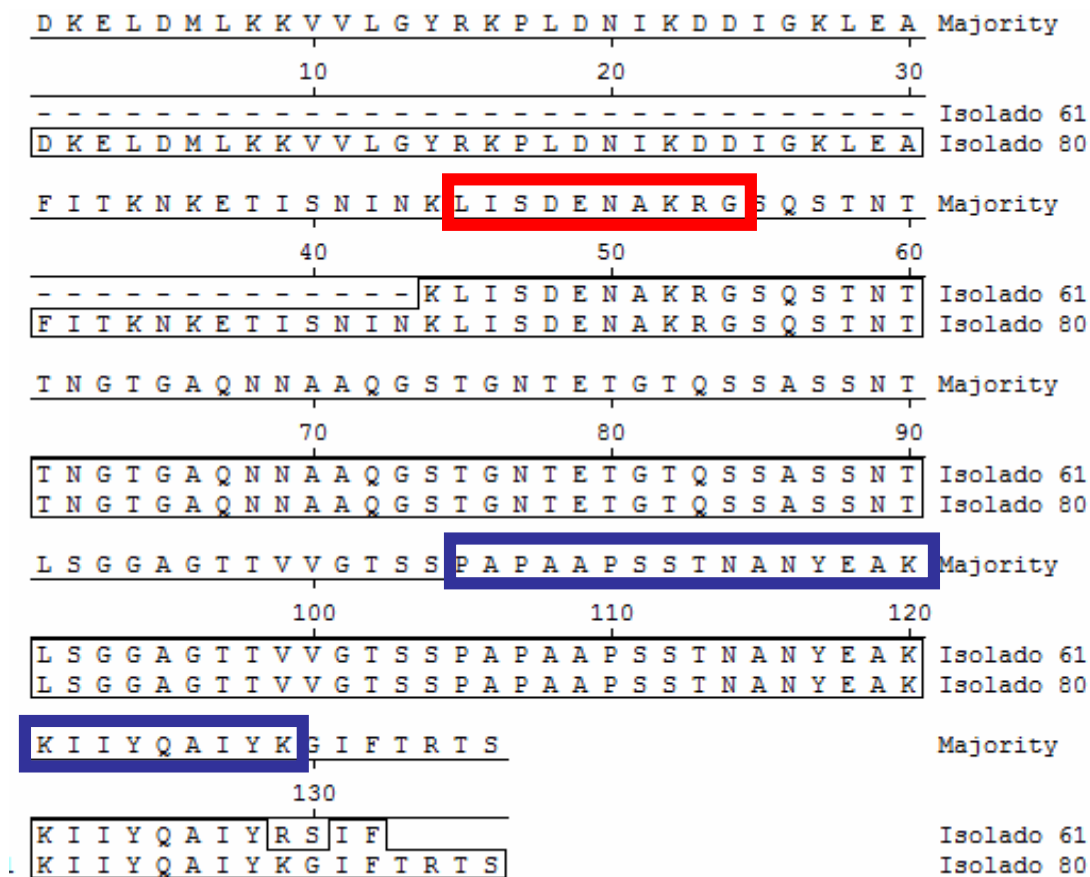 D K E L D M L K K V V L G Y R K P L D N I K D D I G K L E A Majority
10 20 30
- - - - - - - - - - - - - - - - - - - - - - - - - - - - - - Isolado 61
D K E L D M L K K V V L G Y R K P L D N I K D D I G K L E A Isolado 80
F I T K N K E T I S N I N K L I S D E N A K R G S Q S T N T Majority
40 50 60
- - - - - - - - - - - - - K L I S D E N A K R G S Q S T N T Isolado 61
F I T K N K E T I S N I N K L I S D E N A K R G S Q S T N T Isolado 80
T N G T G A Q N N A A Q G S T G N T E T G T Q S S A S S N T Majority
70 80 90
T N G T G A Q N N A A Q G S T G N T E T G T Q S S A S S N T Isolado 61
T N G T G A Q N N A A Q G S T G N T E T G T Q S S A S S N T Isolado 80
L S G G A G T T V V G T S S P A P A A P S S T N A N Y E A K Majority
100 110 120
L S G G A G T T V V G T S S P A P A A P S S T N A N Y E A K Isolado 61
L S G G A G T T V V G T S S P A P A A P S S T N A N Y E A K Isolado 80
K I I Y Q A I Y K G I F T R T S Majority
130
K I I Y Q A I Y R S I F Isolado 61
K I I Y Q A I Y K G I F T R T S Isolado 80